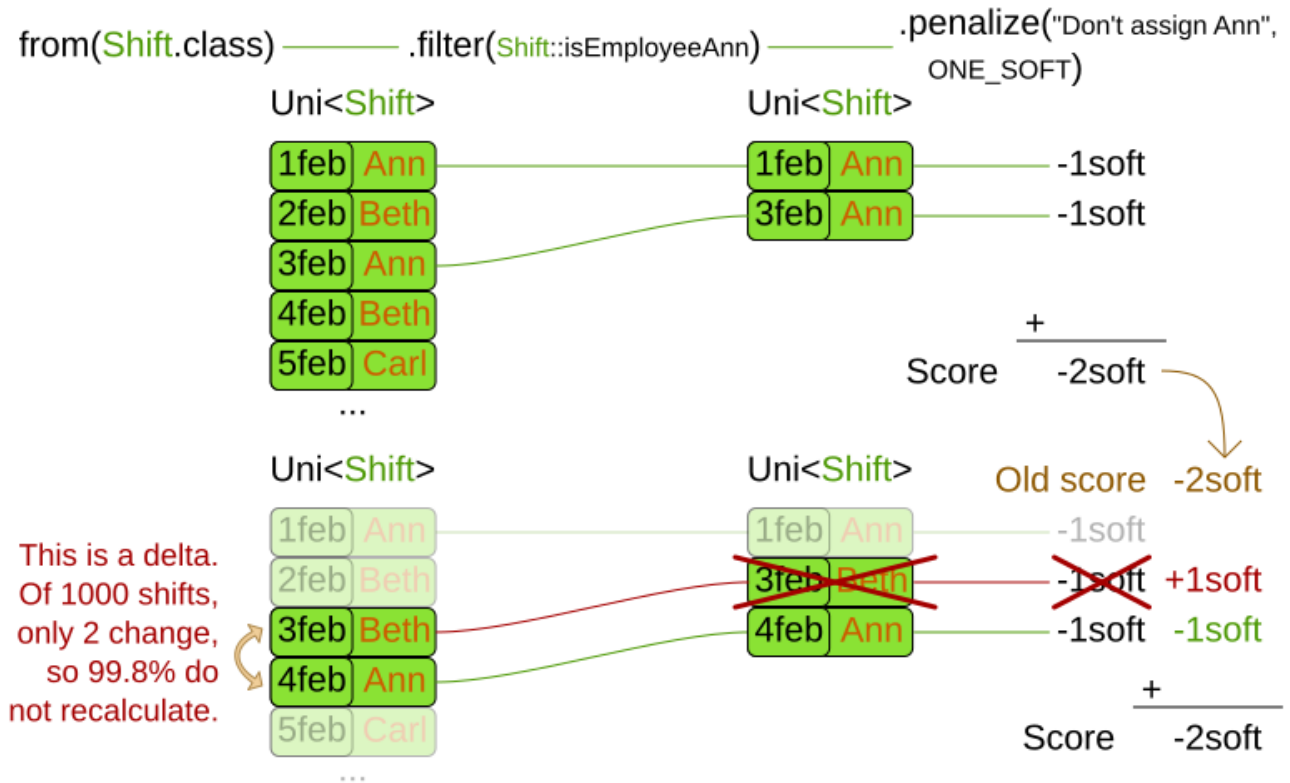 from(Shift.class) .filter(Shift::isEmployeeAnn) .penalize("Don't assign Ann",
ONE_SOFT)
Uni<Shift> Uni<Shift>
1feb Ann 1feb Ann -1soft
2feb Beth 3feb Ann -1soft
3feb Ann
4feb Beth
+
5feb Carl Score -2soft
...
Uni<Shift> Uni<Shift> Old score -2soft
1feb Ann 1feb Ann -1soft
This is a delta.
Of 1000 shifts,
only 2 change,
so 99.8% do
not recalculate.
2feb Beth 3feb Beth -1soft +1soft
3feb Beth 4feb Ann -1soft -1soft
4feb Ann
+
5feb Carl Score -2soft
...